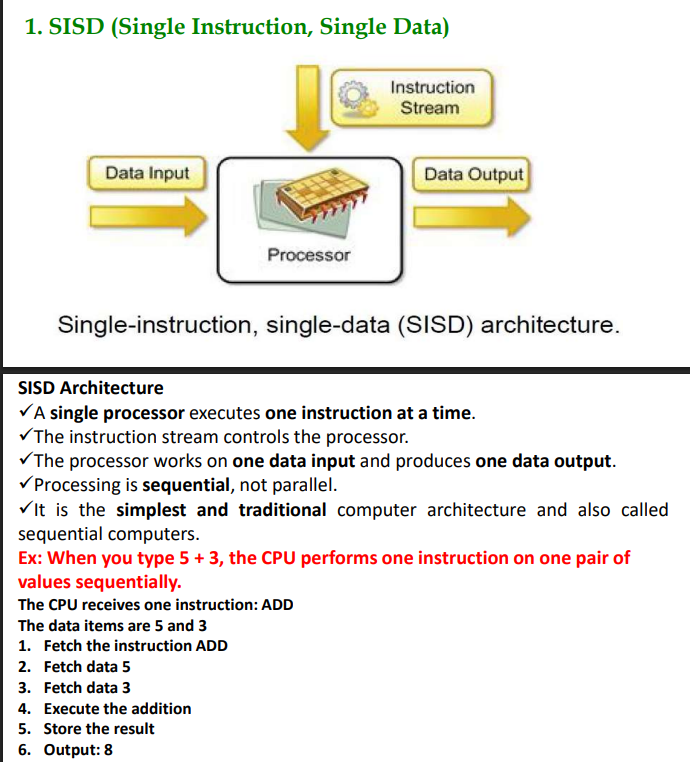 1. SISD (Single Instruction, Single Data)
Instruction
Stream
Data Input
Data Output
Processor
Single-instruction, single-data (SISD) architecture.
SISD Architecture
✓A single processor executes one instruction at a time.
✓The instruction stream controls the processor.
✓The processor works on one data input and produces one data output.
✓Processing is sequential, not parallel.
✓It is the simplest and traditional computer architecture and also called
sequential computers.
Ex: When you type 5 + 3, the CPU performs one instruction on one pair of
values sequentially.
The CPU receives one instruction: ADD
The data items are 5 and 3
1. Fetch the instruction ADD
2. Fetch data 5
3. Fetch data 3
4. Execute the addition
5. Store the result
6. Output: 8